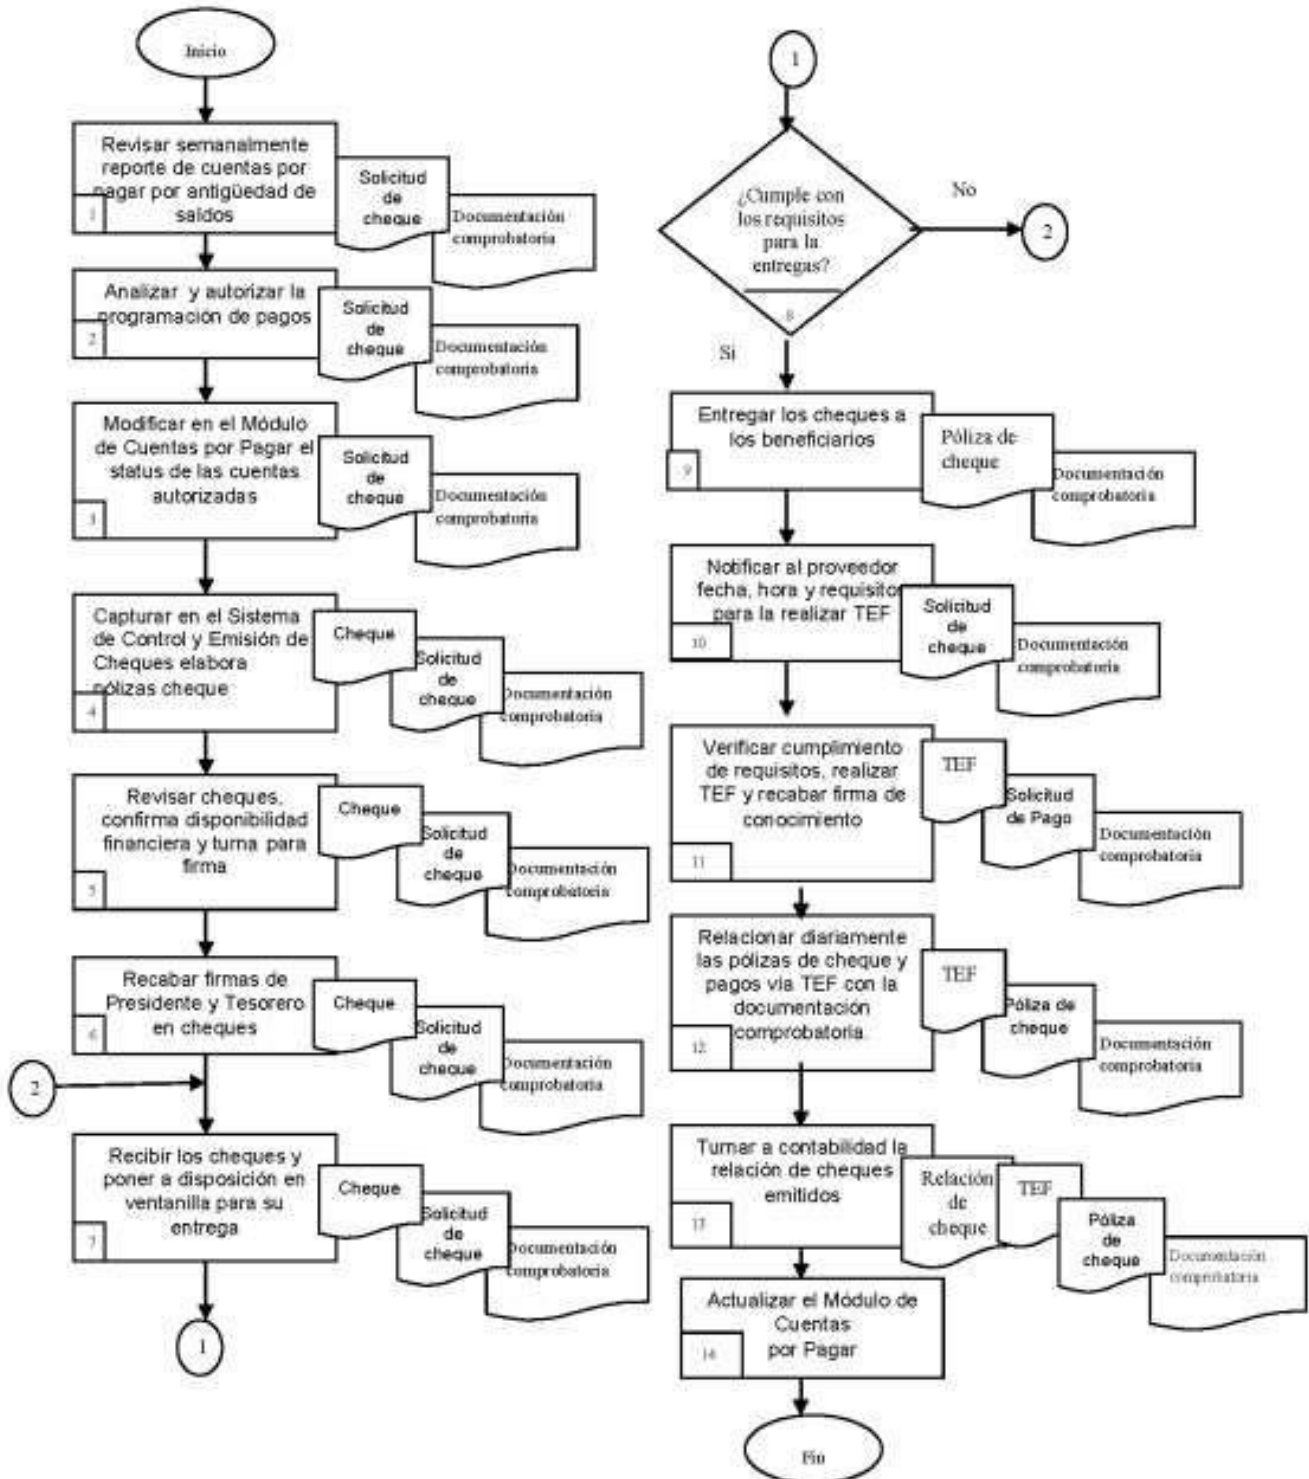 Inicio
Revisar semanalmente
reporte de cuentas por
pagar por antigüedad de
saldos
1
Solicitud
de
cheque
Documentación
comprobatoria
Analizar y autorizar la
programación de pagos
2
Solicitud
de
cheque
Documentación
comprobatoria
Modificar en el Módulo
de Cuentas por Pagar el
status de las cuentas
autorizadas
3
Solicitud
de
cheque
Documentación
comprobatoria
Capturar en el Sistema
de Control y Emisión de
Cheques elabora
pólizas cheque
4
Cheque
Solicitud
de
cheque
Documentación
comprobatoria
Revisar cheques,
confirma disponibilidad
financiera y turna para
firma
5
Cheque
Solicitud
de
cheque
Documentación
comprobatoria
Recabar firmas de
Presidente y Tesorero
en cheques
6
Cheque
Solicitud
de
cheque
Documentación
comprobatoria
2
Recibir los cheques y
poner a disposición en
ventanilla para su
entrega
7
Cheque
Solicitud
de
cheque
Documentación
comprobatoria
1
1
¿Cumple con
los requisitos
para la
entregas?
8
No
2
Si
Entregar los cheques a
los beneficiarios
9
Póliza de
cheque
Documentación
comprobatoria
Notificar al proveedor
fecha, hora y requisitos
para la realizar TEF
10
Solicitud
de
cheque
Documentación
comprobatoria
Verificar cumplimiento
de requisitos, realizar
TEF y recabar firma de
conocimiento
11
TEF
Solicitud
de Pago
Documentación
comprobatoria
Relacionar diariamente
las pólizas de cheque y
pagos vía TEF con la
documentación
comprobatoria.
12
TEF
Póliza de
cheque
Documentación
comprobatoria
Turnar a contabilidad la
relación de cheques
emitidos
13
Relación
de
cheque
TEF
Póliza
de
cheque
Documentación
comprobatoria
Actualizar el Módulo de
Cuentas
por Pagar
14
Fin